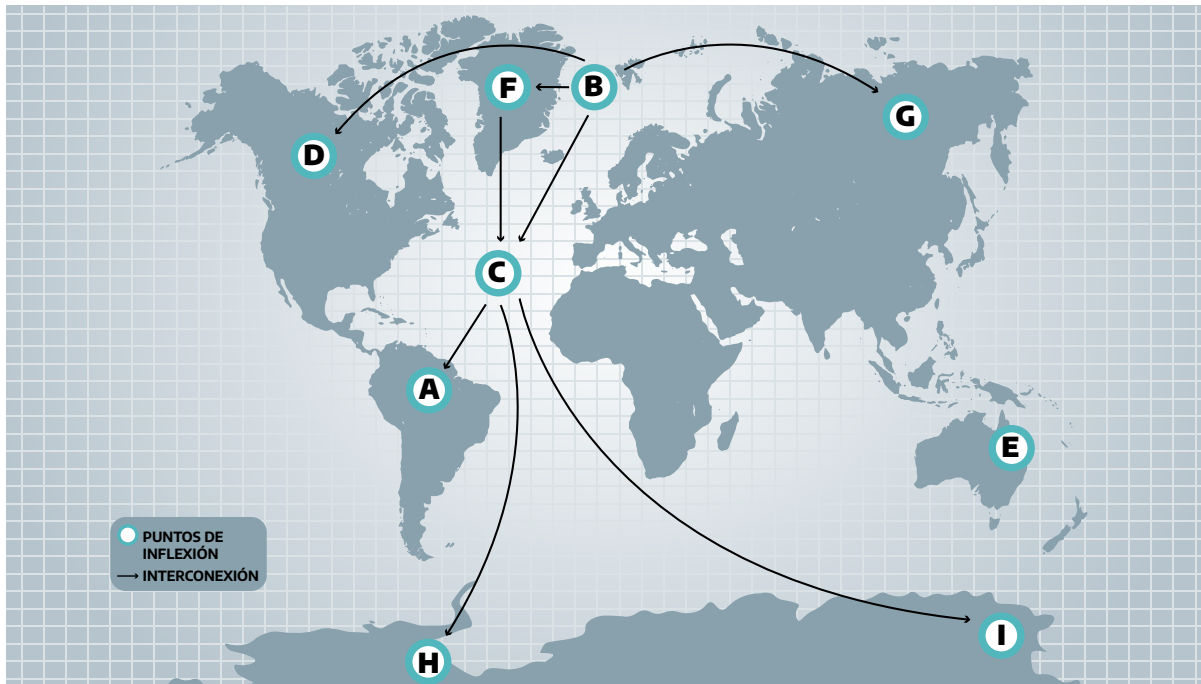 F
B
G
D
C
A
E
PUNTOS DE
INFLEXIÓN
INTERCONEXIÓN
I
H